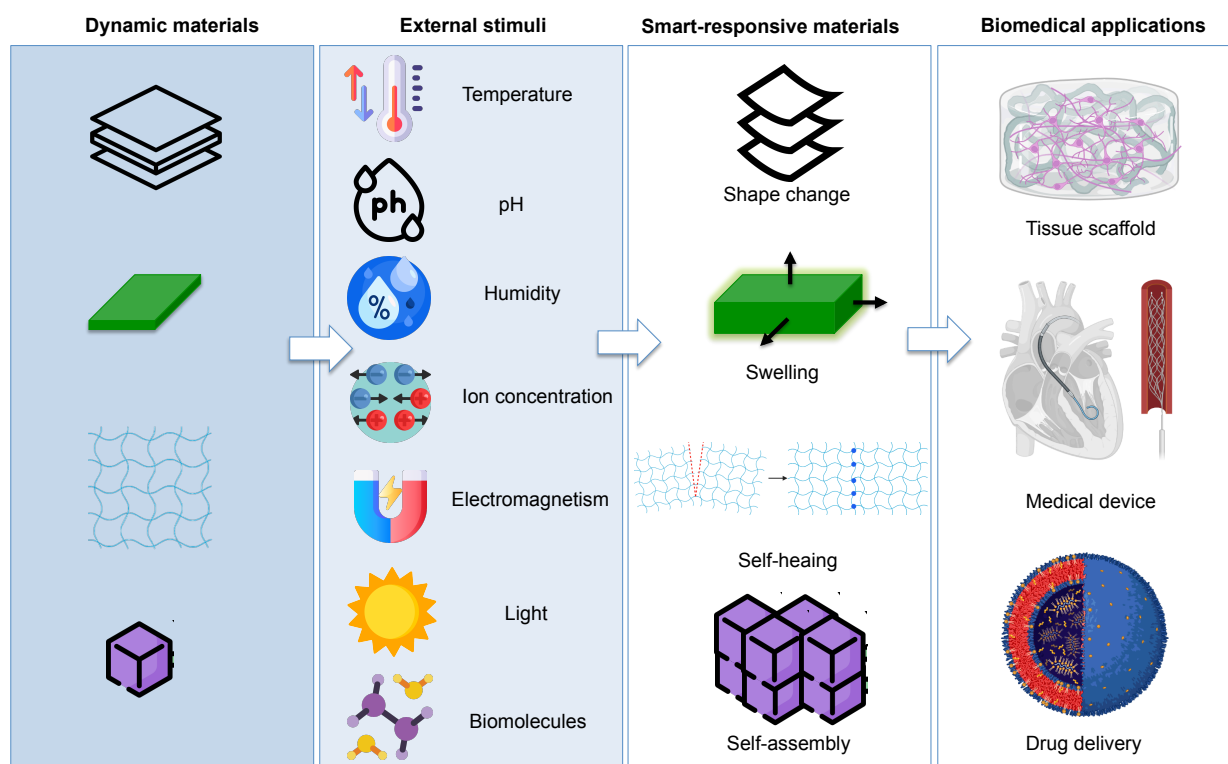 Dynamic materials
External stimuli
Smart-responsive materials
Biomedical applications
Temperature
ph
pH
%
Humidity
Ion concentration
Electromagnetism
Light
Biomolecules
Shape change
Swelling
Self-heaing
Self-assembly
Tissue scaffold
Medical device
Drug delivery